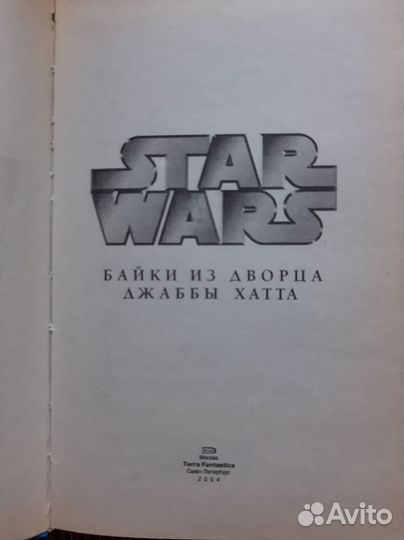 STAR
WARS
БАЙКИ ИЗ ДВОРЦА
ДЖАББЫ ХАТТА
Москва
Terra Fantastica
Санкт-Петербург
2004
Avito